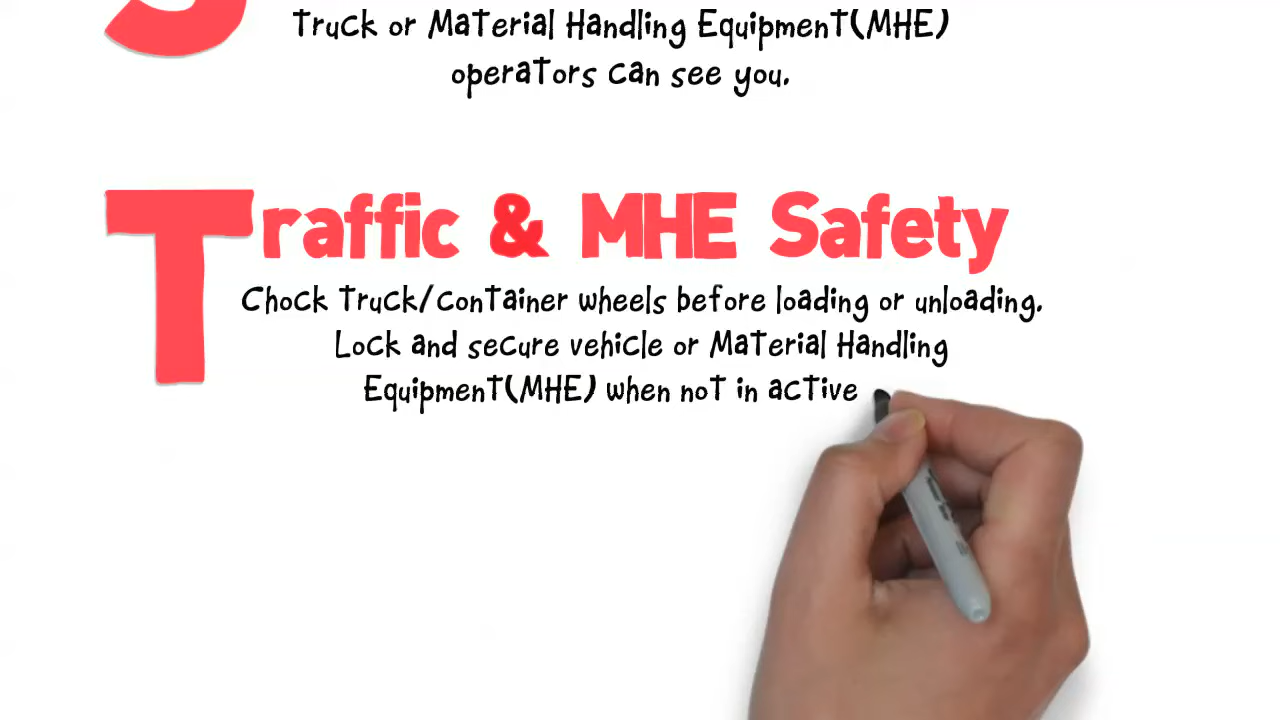 Truck or Material Handling Equipment(MHE)
operators can see you.
Traffic & MHE Safety
Chock Truck/container wheels before loading or unloading.
Lock and secure vehicle or Material Handling
Equipment(MHE) when not in active